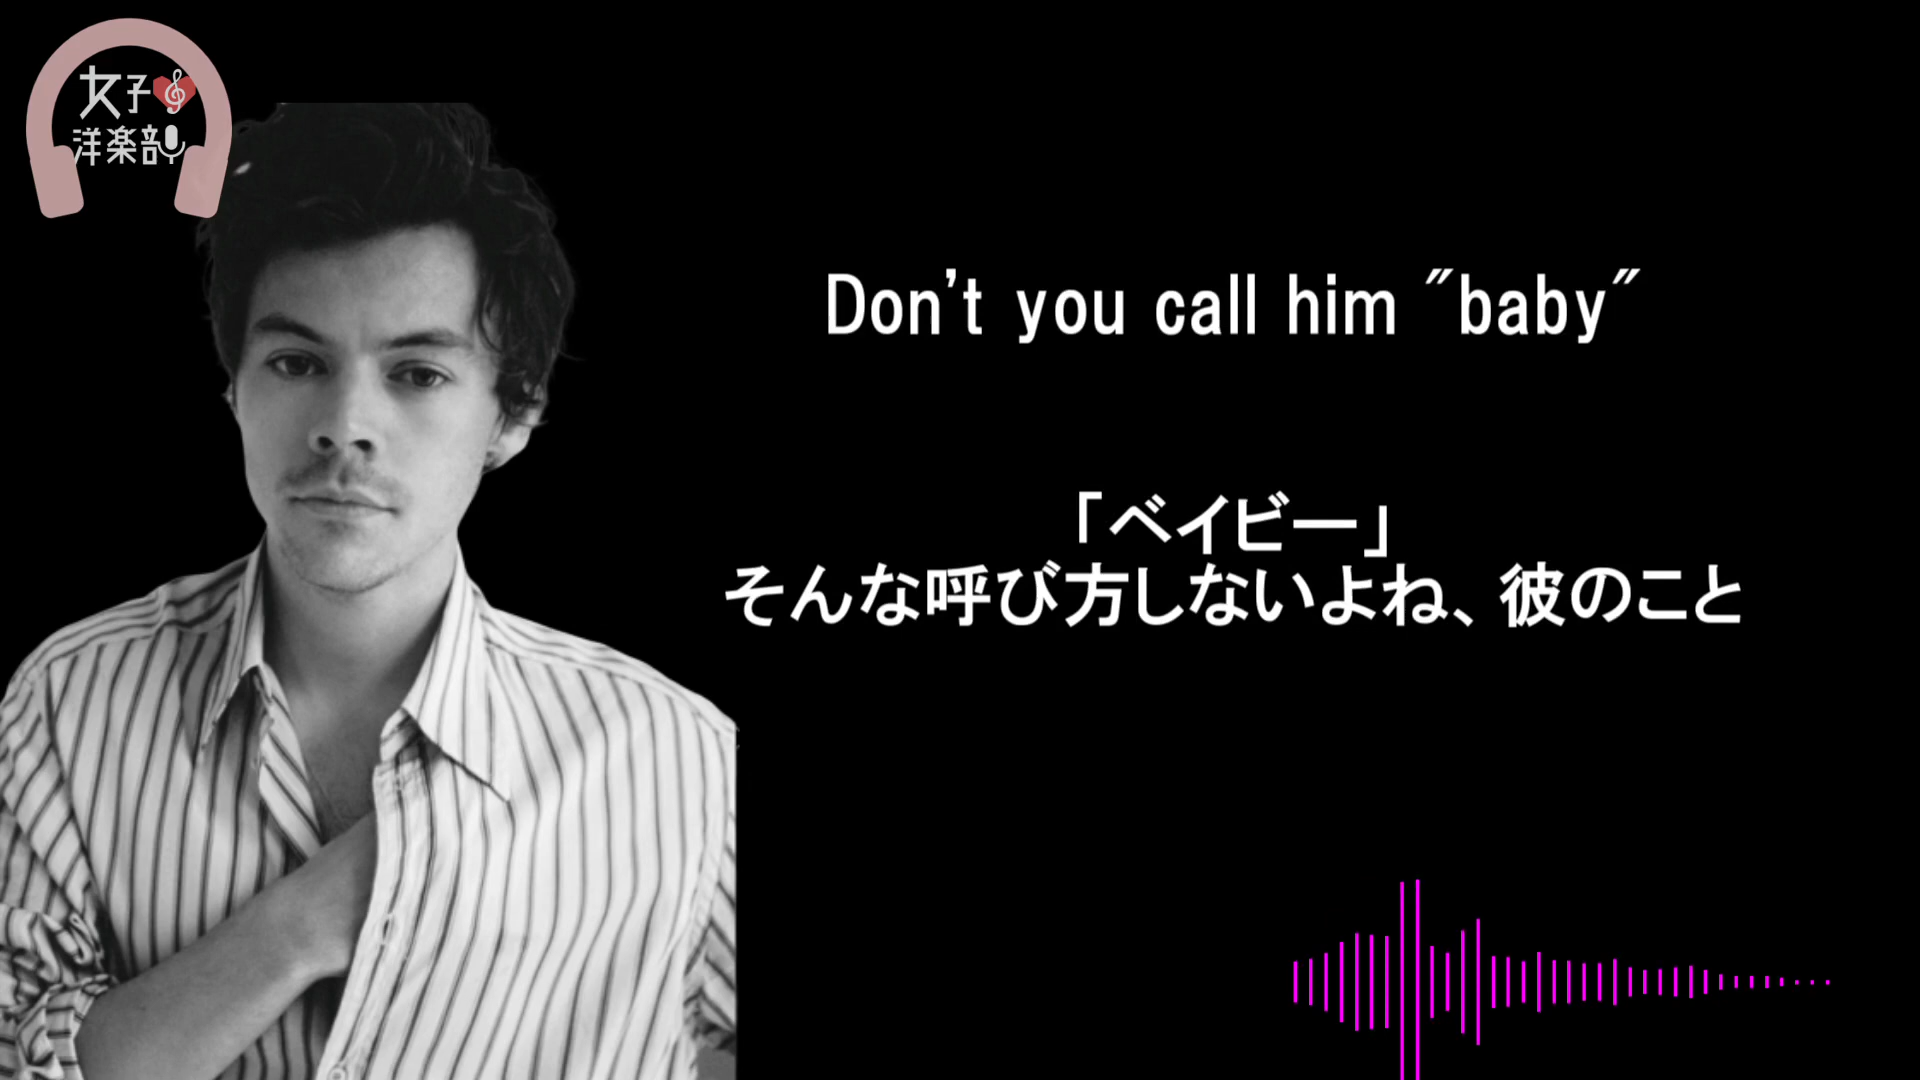 女子
洋楽部
Don't you call him "baby"
「ベイビー」
そんな呼び方しないよね、彼のこと